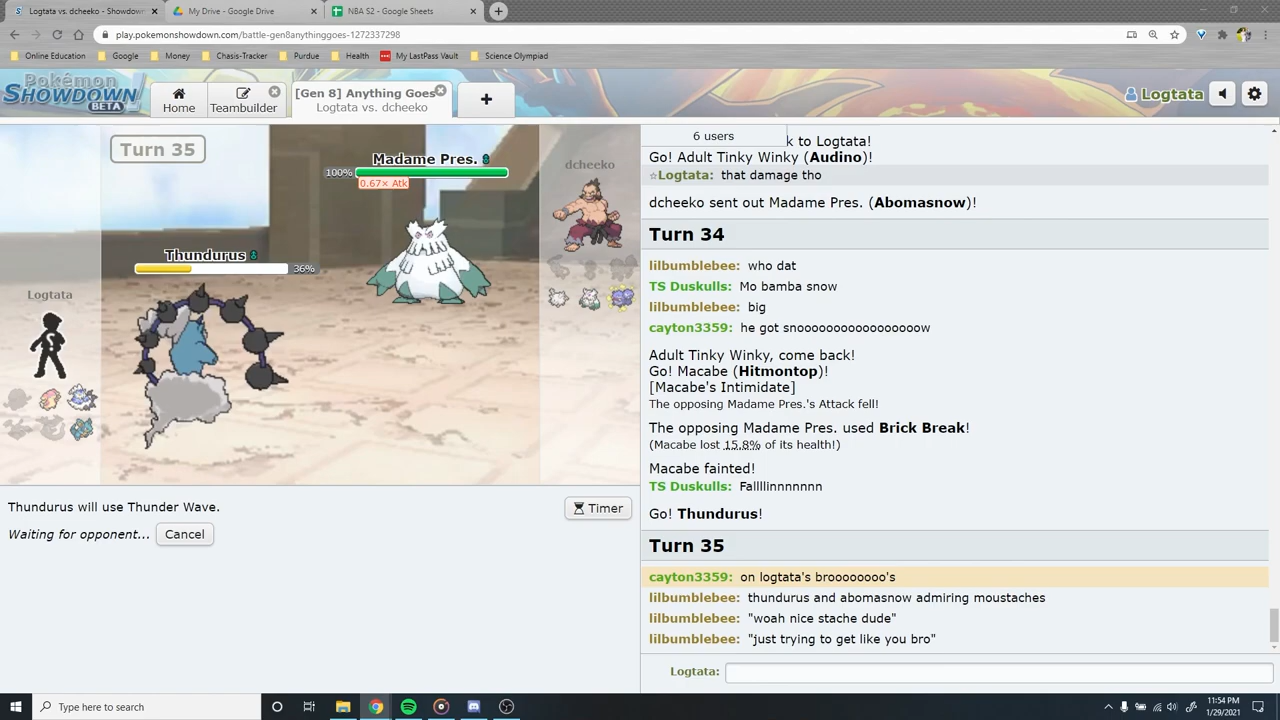 Logtata vs. dcheeko - Showdown!
My Drive - Google Drive
NBA S2 - Google Sheets
play.pokemonshowdown.com/battle-gen8anythinggoes-1272337298
Online Education
Google
Money
Chasis-Tracker
Purdue
Health
My LastPass Vault
Science Olympiad
Pokémon
SHOWDOWN
BETA
Home
Teambuilder
[Gen 8] Anything Goes
Logtata vs. dcheeko
Logtata
Turn 35
Madame Pres.
100%
0.67× Atk
dcheeko
Thundurus
36%
Logtata
6 users
k to Logtata!
Go! Adult Tinky Winky (Audino)!
☆Logtata: that damage tho
dcheeko sent out Madame Pres. (Abomasnow)!
Turn 34
lilbumblebee: who dat
TS Duskulls: Mo bamba snow
lilbumblebee: big
cayton3359: he got snooooooooooooooooow
Adult Tinky Winky, come back!
Go! Macabe (Hitmontop)!
[Macabe's Intimidate]
The opposing Madame Pres.'s Attack fell!
The opposing Madame Pres. used Brick Break!
(Macabe lost 15.8% of its health!)
Macabe fainted!
TS Duskulls: Fallllinnnnnnn
Go! Thundurus!
Turn 35
cayton3359: on logtata's broooooooo's
lilbumblebee: thundurus and abomasnow admiring moustaches
lilbumblebee: "woah nice stache dude"
lilbumblebee: "just trying to get like you bro"
Logtata:
Thundurus will use Thunder Wave.
Timer
Waiting for opponent...
Cancel
Type here to search
11:54 PM
1/29/2021